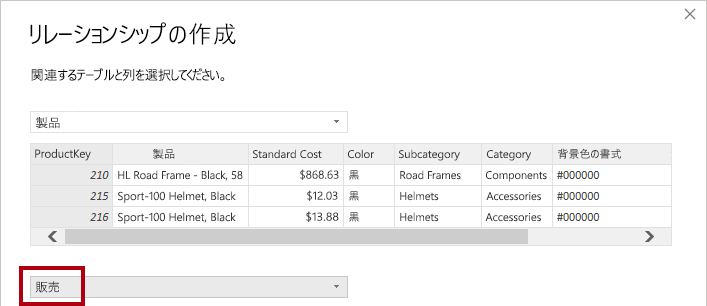 リレーションシップの作成
関連するテーブルと列を選択してください。
製品
ProductKey 製品 Standard Cost Color Subcategory Category 背景色の書式
210 HL Road Frame - Black, 58 $868.63 黒 Road Frames Components #000000
215 Sport-100 Helmet, Black $12.03 黒 Helmets Accessories #000000
216 Sport-100 Helmet, Black $13.88 黒 Helmets Accessories #000000
販売